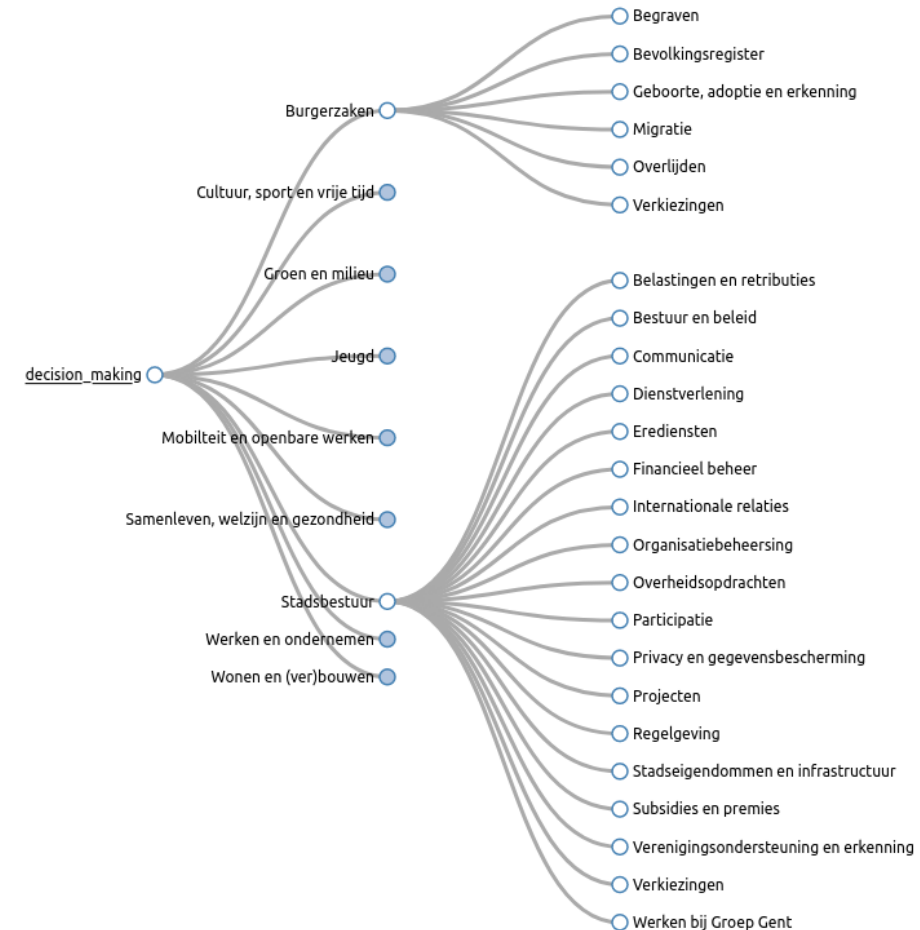 decision_making
Burgerzaken
Begraven
Bevolkingsregister
Geboorte, adoptie en erkenning
Migratie
Overlijden
Verkiezingen
Cultuur, sport en vrije tijd
Groen en milieu
Jeugd
Mobilteit en openbare werken
Samenleven, welzijn en gezondheid
Stadsbestuur
Belastingen en retributies
Bestuur en beleid
Communicatie
Dienstverlening
Erediensten
Financieel beheer
Internationale relaties
Organisatiebeheersing
Overheidsopdrachten
Participatie
Privacy en gegevensbescherming
Projecten
Regelgeving
Stadseigendommen en infrastructuur
Subsidies en premies
Verenigingsondersteuning en erkenning
Verkiezingen
Werken bij Groep Gent
Werken en ondernemen
Wonen en (ver)bouwen